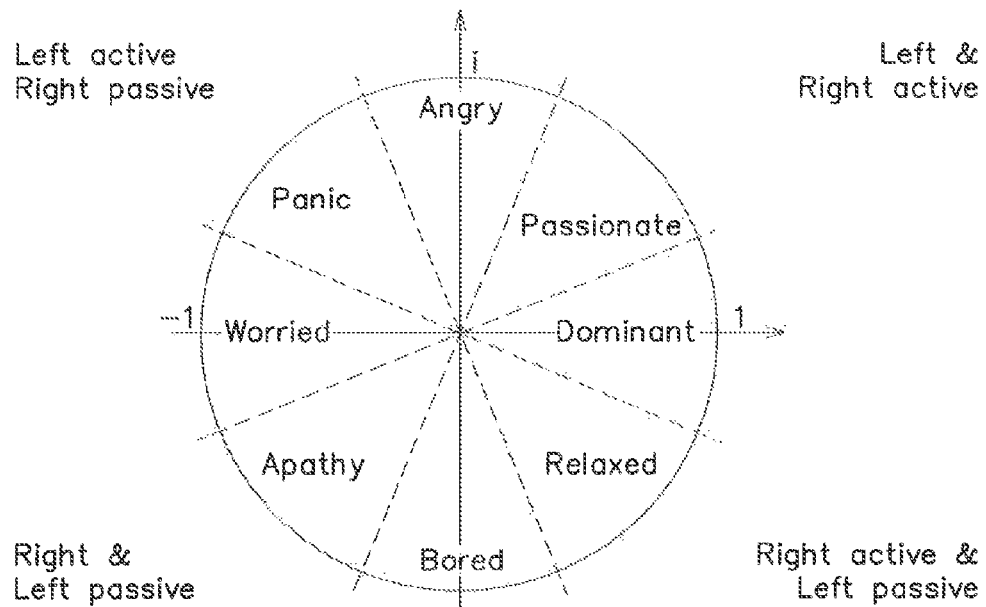 Left active
Right passive
i
Left &
Right active
Angry
Panic
Passionate
-1
Worried
Dominant
1
Apathy
Relaxed
Right &
Left passive
Bored
Right active &
Left passive